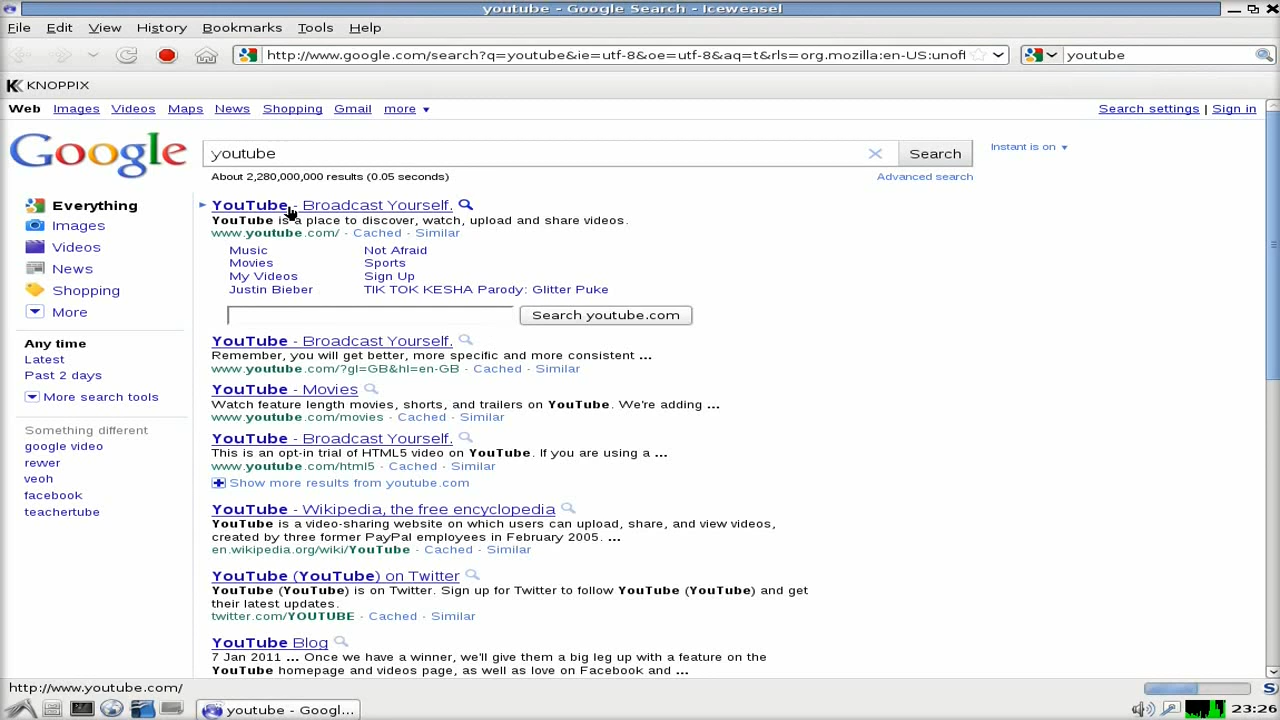 youtube - Google Search - Iceweasel
File Edit View History Bookmarks Tools Help
http://www.google.com/search?q=youtube&ie=utf-8&oe=utf-8&aq=t&rls=org.mozilla:en-US:unoff
youtube
KNOPPIX
Web Images Videos Maps News Shopping Gmail more
Search settings | Sign in
Google
youtube
Search
Instant is on
About 2,280,000,000 results (0.05 seconds)
Advanced search
Everything
Images
Videos
News
Shopping
More
Any time
Latest
Past 2 days
More search tools
Something different
google video
rewer
veoh
facebook
teachertube
YouTube - Broadcast Yourself.
YouTube is a place to discover, watch, upload and share videos.
www.youtube.com/ - Cached - Similar
Music Not Afraid
Movies Sports
My Videos Sign Up
Justin Bieber TIK TOK KESHA Parody: Glitter Puke
Search youtube.com
YouTube - Broadcast Yourself.
Remember, you will get better, more specific and more consistent ...
www.youtube.com/?gl=GB&hl=en-GB - Cached - Similar
YouTube - Movies
Watch feature length movies, shorts, and trailers on YouTube. We're adding ...
www.youtube.com/movies - Cached - Similar
YouTube - Broadcast Yourself.
This is an opt-in trial of HTML5 video on YouTube. If you are using a ...
www.youtube.com/html5 - Cached - Similar
Show more results from youtube.com
YouTube - Wikipedia, the free encyclopedia
YouTube is a video-sharing website on which users can upload, share, and view videos,
created by three former PayPal employees in February 2005. ...
en.wikipedia.org/wiki/YouTube - Cached - Similar
YouTube (YouTube) on Twitter
YouTube (YouTube) is on Twitter. Sign up for Twitter to follow YouTube (YouTube) and get
their latest updates.
twitter.com/YOUTUBE - Cached - Similar
YouTube Blog
7 Jan 2011 ... Once we have a winner, we'll give them a big leg up with a feature on the
YouTube homepage and videos page, as well as love on Facebook and ...
http://www.youtube.com/
youtube - Googl...
23:26